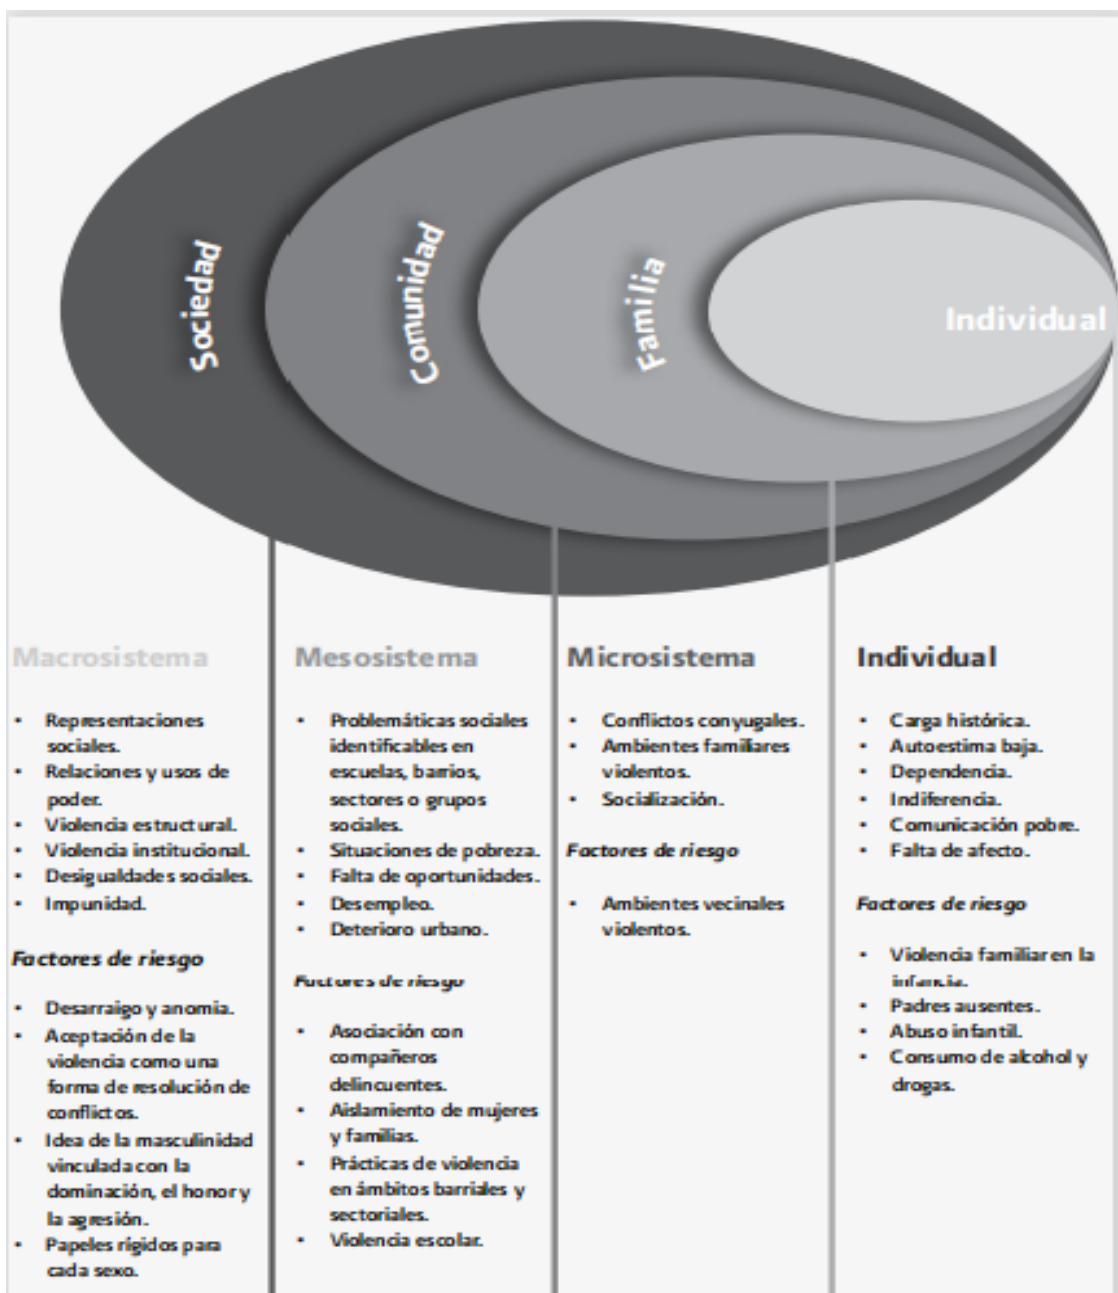 Sociedad
Comunidad
Familia
Individual
Macrosistema
• Representaciones
sociales.
• Relaciones y usos de
poder.
• Violencia estructural.
• Violencia institucional.
• Desigualdades sociales.
• Impunidad.
Factores de riesgo
• Desarraigo y anomia.
• Aceptación de la
violencia como una
forma de resolución de
conflictos.
• Idea de la masculinidad
vinculada con la
dominación, el honor y
la agresión.
• Papeles rígidos para
cada sexo.
Mesosistema
• Problemáticas sociales
identificables en
escuelas, barrios,
sectores o grupos
sociales.
• Situaciones de pobreza.
• Falta de oportunidades.
• Desempleo.
• Deterioro urbano.
Factores de riesgo
• Asociación con
compañeros
delincuentes.
• Aislamiento de mujeres
y familias.
• Prácticas de violencia
en ámbitos barriales y
sectoriales.
• Violencia escolar.
Microsistema
• Conflictos conyugales.
• Ambientes familiares
violentos.
• Socialización.
Factores de riesgo
• Ambientes vecinales
violentos.
Individual
• Carga histórica.
• Autoestima baja.
• Dependencia.
• Indiferencia.
• Comunicación pobre.
• Falta de afecto.
Factores de riesgo
• Violencia familiar en la
infancia.
• Padres ausentes.
• Abuso infantil.
• Consumo de alcohol y
drogas.